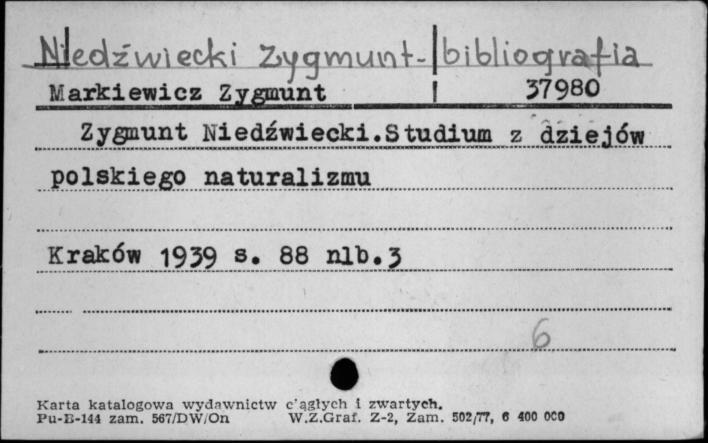 Niedźwiecki Zygmunt - bibliografia
Markiewicz Zygmunt 37980
Zygmunt Niedźwiecki.Studium z dziejów
polskiego naturalizmu
Kraków 1939 s. 88 nlb.3
6
Karta katalogowa wydawnictw c'ągłych i zwartych.
Pu-B-144 zam. 567/DW/On W.Z.Graf. Z-2, Zam. 502/77, 6 400 000